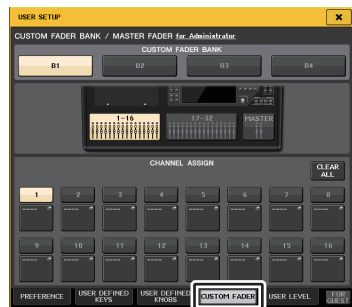 USER SETUP
CUSTOM FADER BANK / MASTER FADER for Administrator
CUSTOM FADER BANK
B1 B2 B3 B4
1-16 17-32 MASTER
CHANNEL ASSIGN
CLEAR ALL
1 2 3 4 5 6 7 8
---- ---- ---- ---- ---- ---- ---- ----
9 10 11 12 13 14 15 16
---- ---- ---- ---- ---- ---- ---- ----
PREFERENCE USER DEFINED KEYS USER DEFINED KNOBS CUSTOM FADER USER LEVEL FOR GUEST